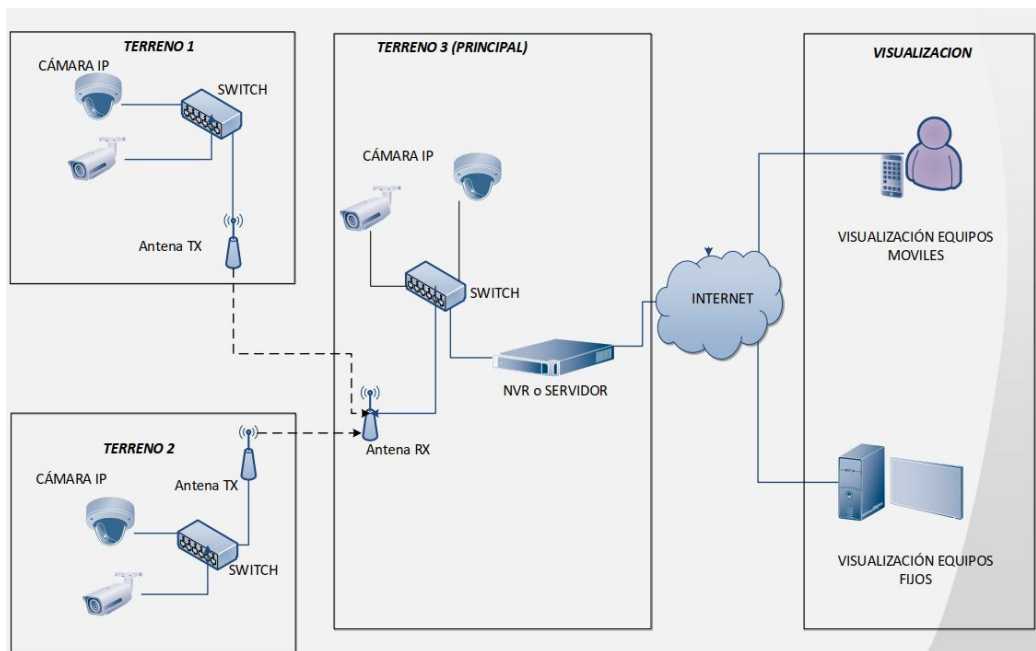 TERRENO 1
CÁMARA IP
SWITCH
Antena TX
TERRENO 2
CÁMARA IP
Antena TX
SWITCH
TERRENO 3 (PRINCIPAL)
CÁMARA IP
SWITCH
NVR o SERVIDOR
Antena RX
INTERNET
VISUALIZACION
VISUALIZACIÓN EQUIPOS
MOVILES
VISUALIZACIÓN EQUIPOS
FIJOS